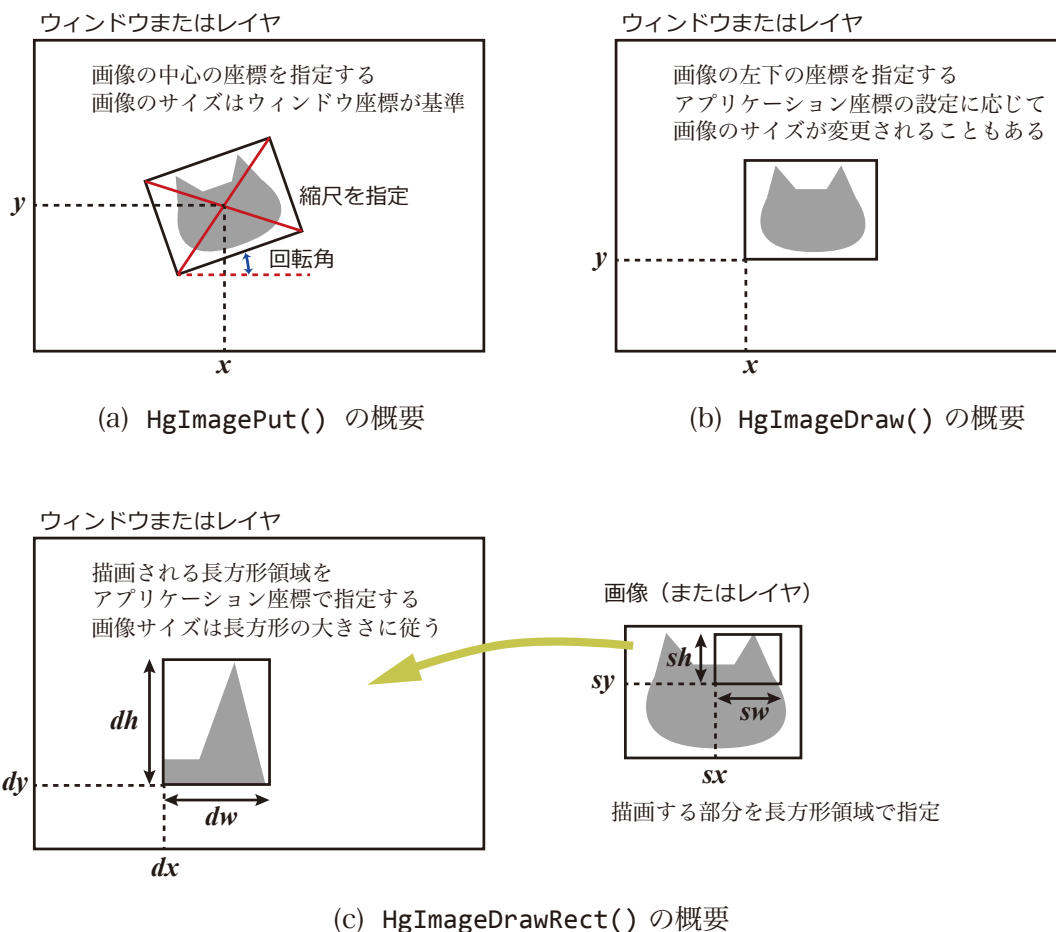 ウィンドウまたはレイヤ
画像の中心の座標を指定する
画像のサイズはウィンドウ座標が基準
縮尺を指定
y
回転角
x
(a) HgImagePut() の概要
ウィンドウまたはレイヤ
画像の左下の座標を指定する
アプリケーション座標の設定に応じて
画像のサイズが変更されることもある
y
x
(b) HgImageDraw() の概要
ウィンドウまたはレイヤ
描画される長方形領域を
アプリケーション座標で指定する
画像サイズは長方形の大きさに従う
dh
dy
dw
dx
画像（またはレイヤ）
sh
sy
sw
sx
描画する部分を長方形領域で指定
(c) HgImageDrawRect() の概要